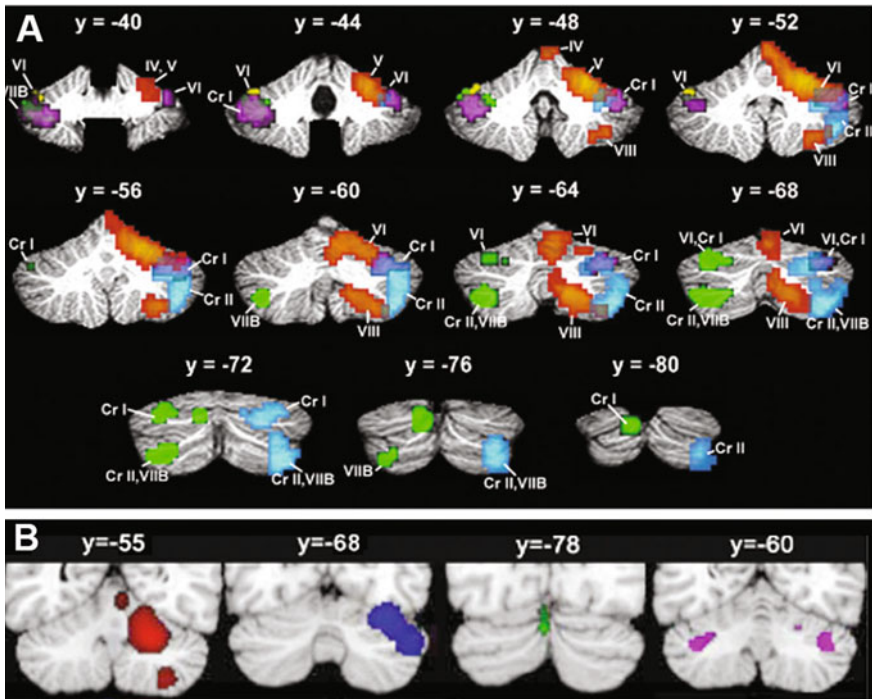 A
y = -40
y = -44
y = -48
y = -52
VI
VIIB
IV, V
VI
VI
Cr I
V
VI
IV
V
Cr I
VIII
VI
VI
Cr I
Cr II
VIII
y = -56
y = -60
y = -64
y = -68
Cr I
Cr I
Cr II
VIIB
VI
Cr I
Cr II
VIII
VI
VI
Cr I
Cr II
Cr II,VIIB
VIII
VI,Cr I
VI
VI,Cr I
Cr II,VIIB
VIII
Cr II,VIIB
y = -72
y = -76
y = -80
Cr I
Cr I
Cr II,VIIB
Cr II,VIIB
VIIB
Cr II,VIIB
Cr I
Cr II
B
y=-55
y=-68
y=-78
y=-60